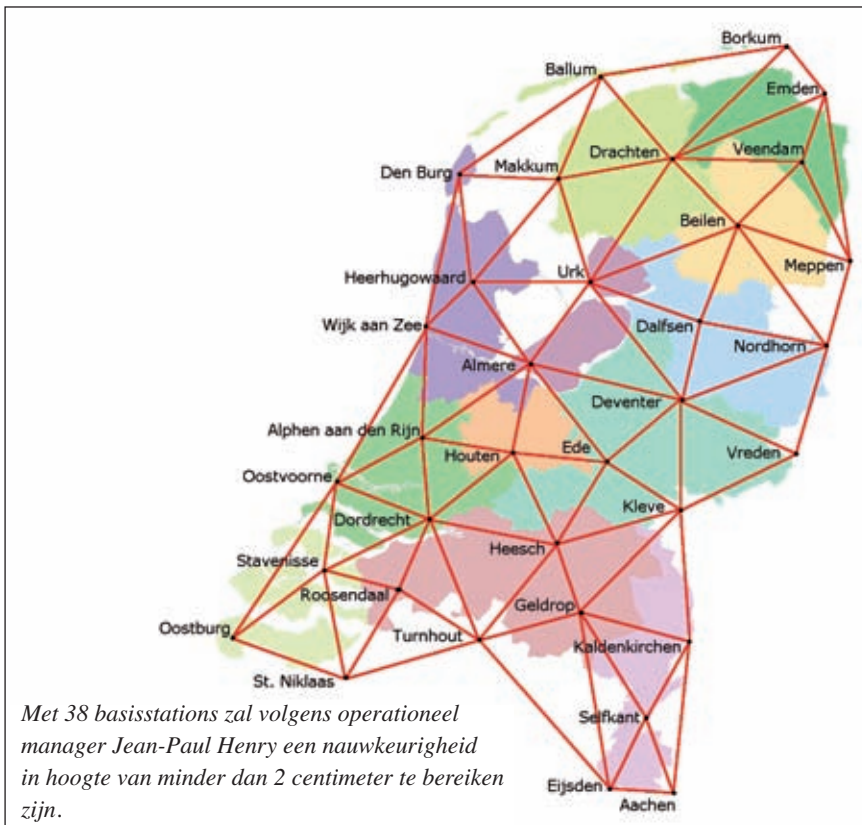 Borkum
Ballum
Emden
Drachten
Veendam
Den Burg
Makkum
Beilen
Meppen
Heerhugowaard
Urk
Wijk aan Zee
Dalfsen
Nordhorn
Almere
Deventer
Alphen aan den Rijn
Houten
Ede
Vreden
Oostvoorne
Kleve
Dordrecht
Heesch
Stavenisse
Roosendaal
Geldrop
Oostburg
Turnhout
Kaldenkirchen
St. Niklaas
Selfkant
Eijsden
Aachen
Met 38 basisstations zal volgens operationeel
manager Jean-Paul Henry een nauwkeurigheid
in hoogte van minder dan 2 centimeter te bereiken
zijn.